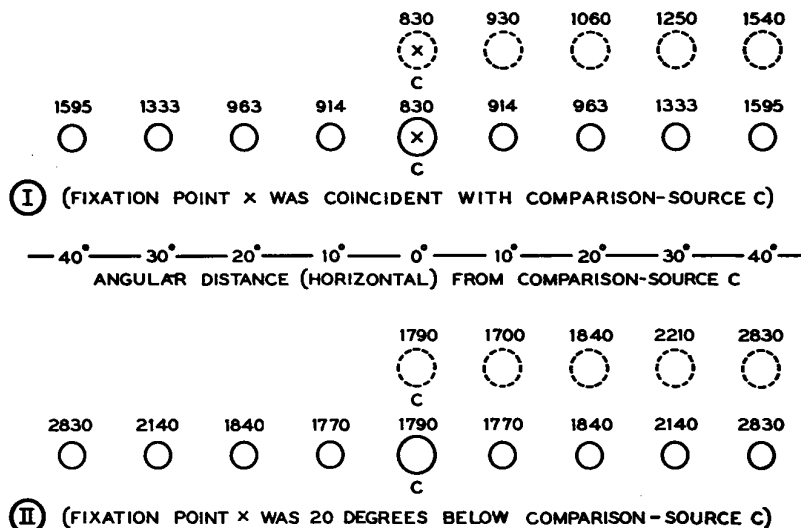 830 930 1060 1250 1540
×
C
1595 1333 963 914 830 914 963 1333 1595
×
C
I (FIXATION POINT × WAS COINCIDENT WITH COMPARISON-SOURCE C)
40° 30° 20° 10° 0° 10° 20° 30° 40°
ANGULAR DISTANCE (HORIZONTAL) FROM COMPARISON-SOURCE C
1790 1700 1840 2210 2830
C
2830 2140 1840 1770 1790 1770 1840 2140 2830
C
II (FIXATION POINT × WAS 20 DEGREES BELOW COMPARISON-SOURCE C)